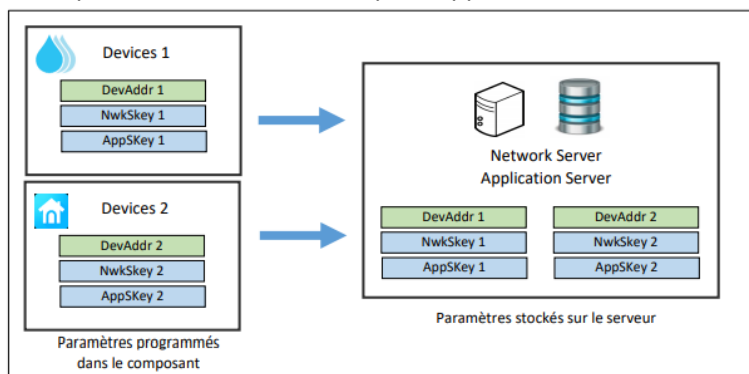 Devices 1
DevAddr 1
NwkSkey 1
AppSKey 1
Devices 2
DevAddr 2
NwkSkey 2
AppSKey 2
Paramètres programmés
dans le composant
Network Server
Application Server
DevAddr 1
NwkSkey 1
AppSKey 1
DevAddr 2
NwkSkey 2
AppSKey 2
Paramètres stockés sur le serveur